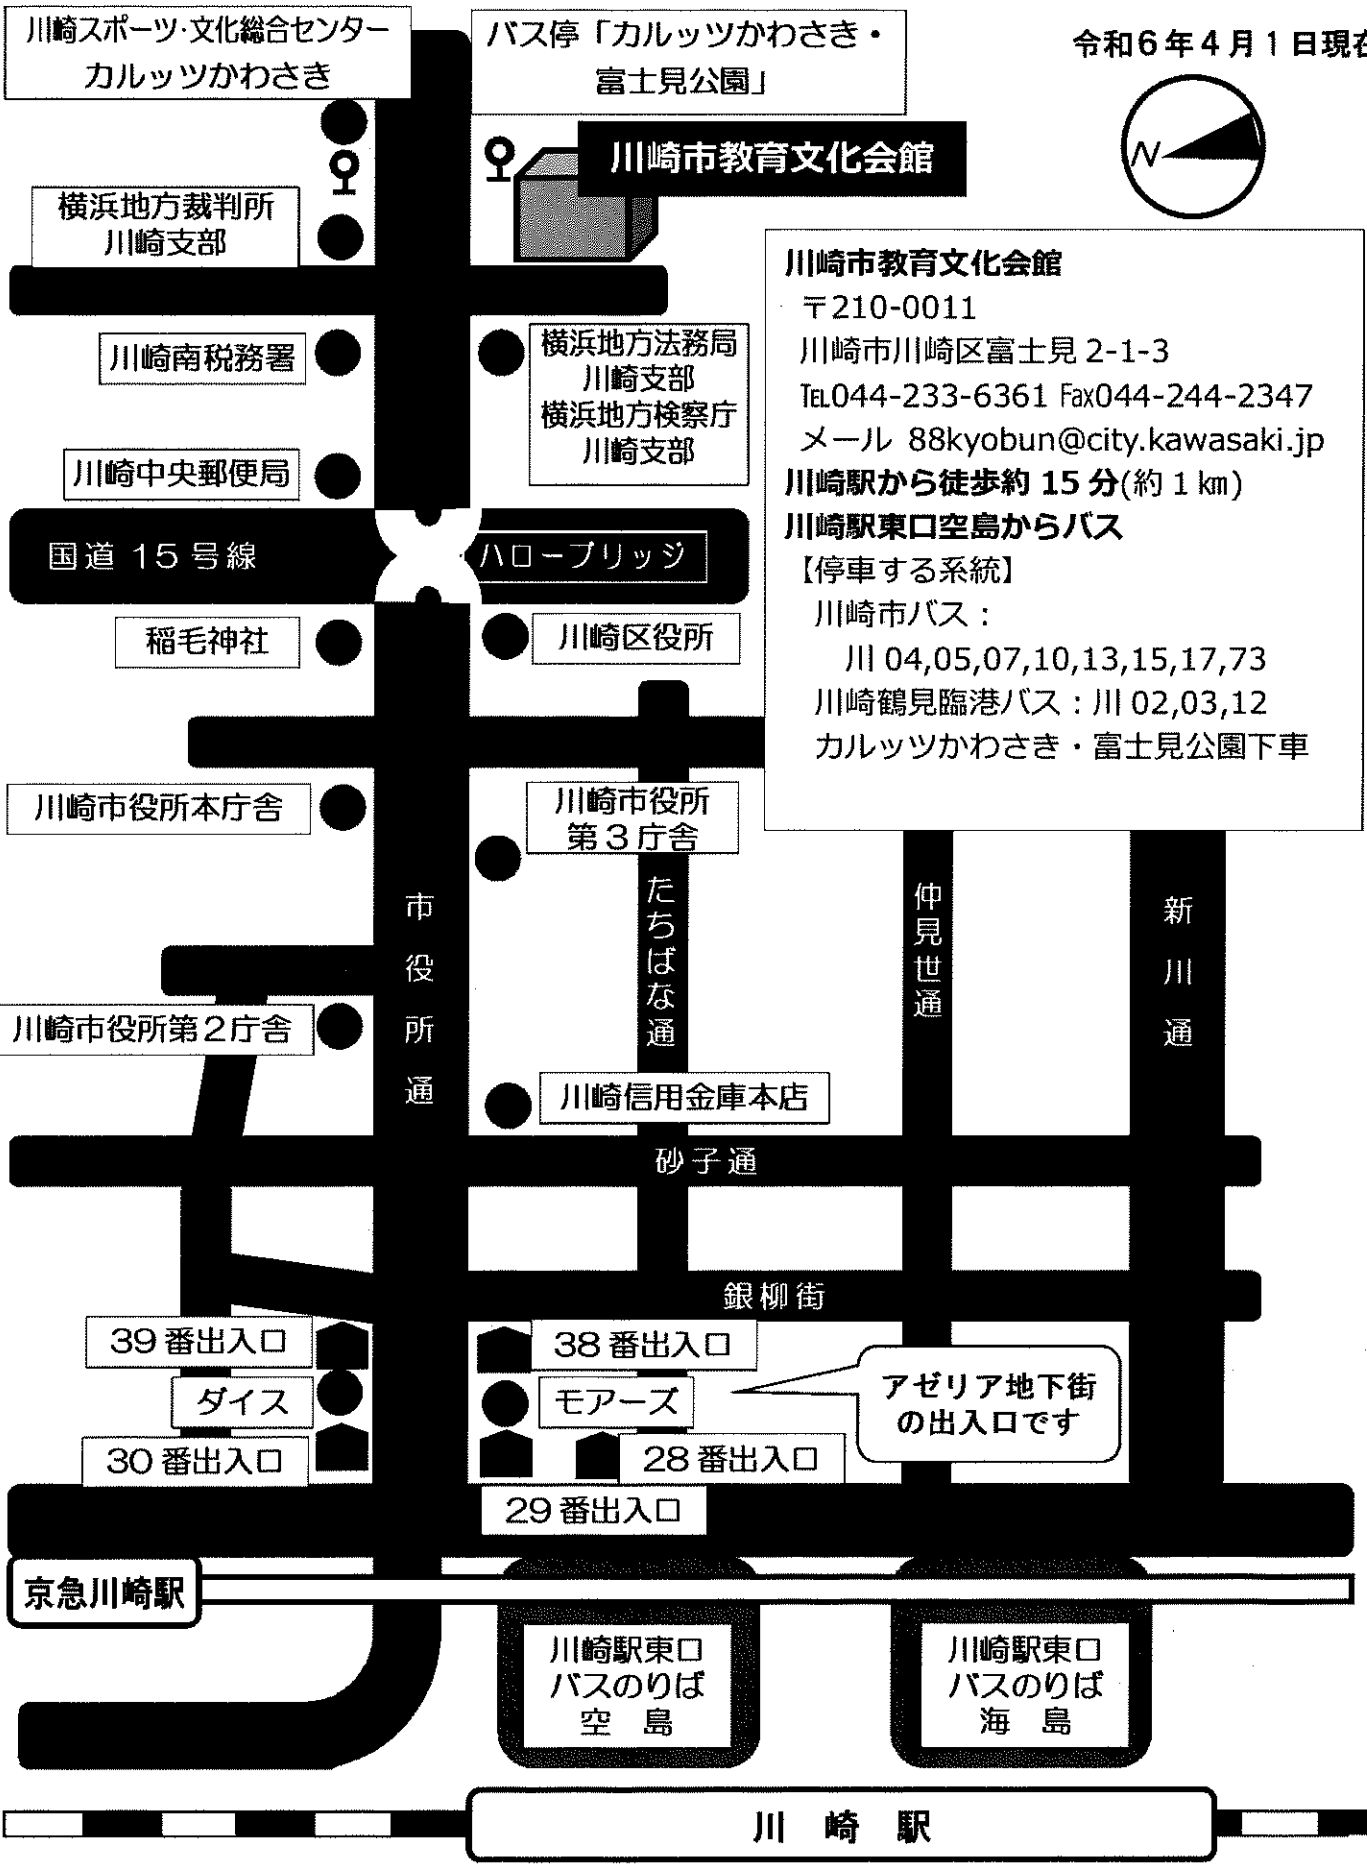 川崎スポーツ・文化総合センター
カルッツかわさき
バス停「カルッツかわさき・
富士見公園」
令和6年4月1日現在
N
川崎市教育文化会館
横浜地方裁判所
川崎支部
川崎市教育文化会館
〒210-0011
川崎市川崎区富士見 2-1-3
℡044-233-6361 Fax044-244-2347
メール 88kyobun@city.kawasaki.jp
川崎駅から徒歩約 15 分(約 1 ㎞)
川崎駅東口空島からバス
【停車する系統】
川崎市バス：
川 04,05,07,10,13,15,17,73
川崎鶴見臨港バス：川 02,03,12
カルッツかわさき・富士見公園下車
川崎南税務署
横浜地方法務局
川崎支部
横浜地方検察庁
川崎支部
川崎中央郵便局
国道 15 号線
ハローブリッジ
稲毛神社
川崎区役所
川崎市役所本庁舎
川崎市役所
第3庁舎
市役所通
たちばな通
仲見世通
新川通
川崎市役所第2庁舎
川崎信用金庫本店
砂子通
銀柳街
39 番出入口
38 番出入口
ダイス
モアーズ
アゼリア地下街
の出入口です
30 番出入口
28 番出入口
29 番出入口
京急川崎駅
川崎駅東口
バスのりば
空　島
川崎駅東口
バスのりば
海　島
川　崎　駅